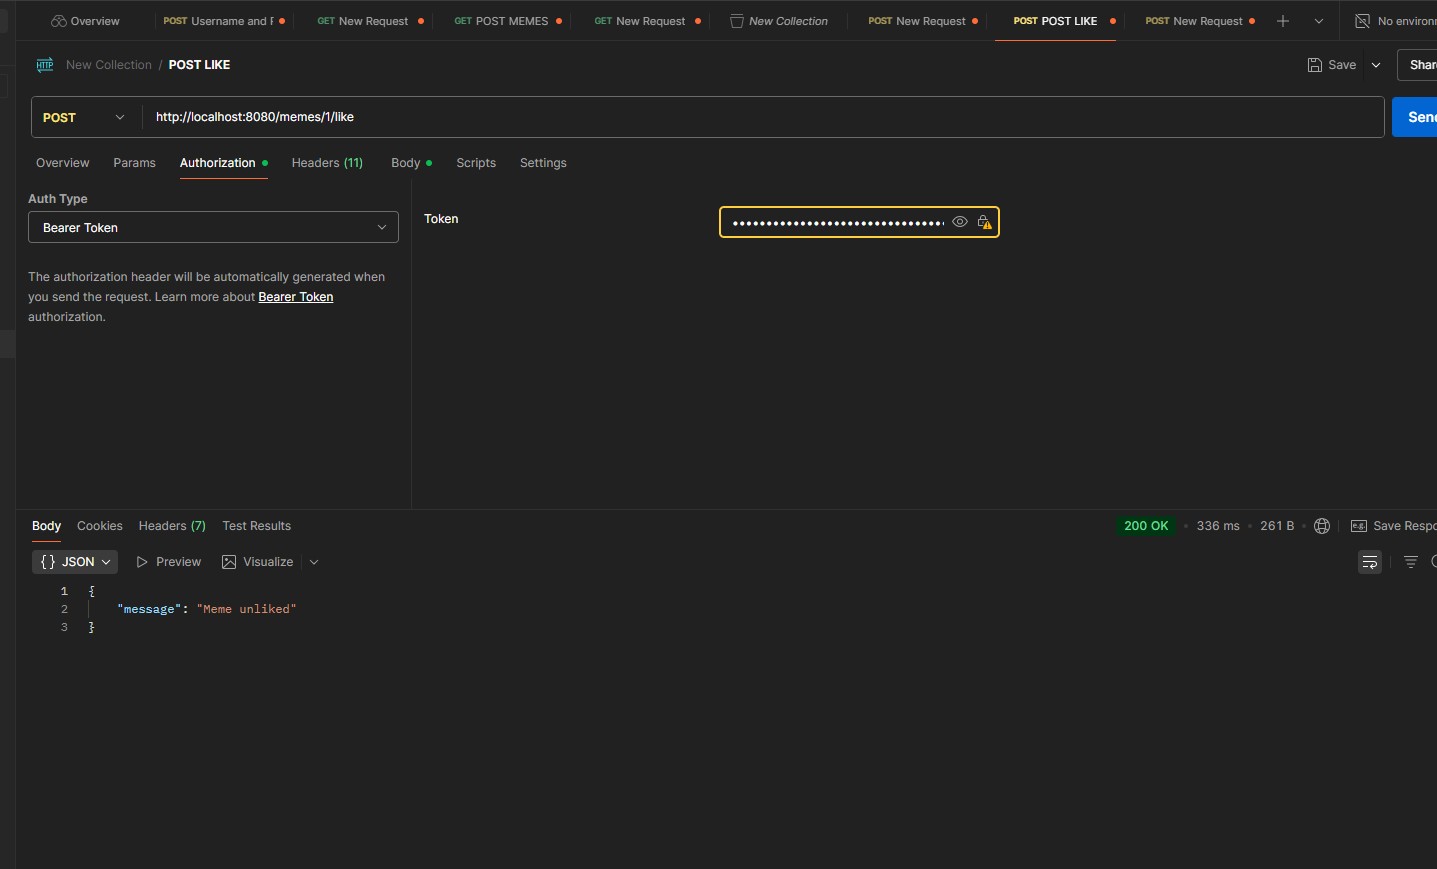 Overview POST Username and F GET New Request GET POST MEMES GET New Request New Collection POST New Request POST POST LIKE POST New Request No environ
HTTP New Collection / POST LIKE Save Shar
POST http://localhost:8080/memes/1/like Sen
Overview Params Authorization Headers (11) Body Scripts Settings
Auth Type
Bearer Token
Token
The authorization header will be automatically generated when
you send the request. Learn more about Bearer Token
authorization.
Body Cookies Headers (7) Test Results 200 OK 336 ms 261 B e.g. Save Respo
{} JSON Preview Visualize
1 {
2 "message": "Meme unliked"
3 }